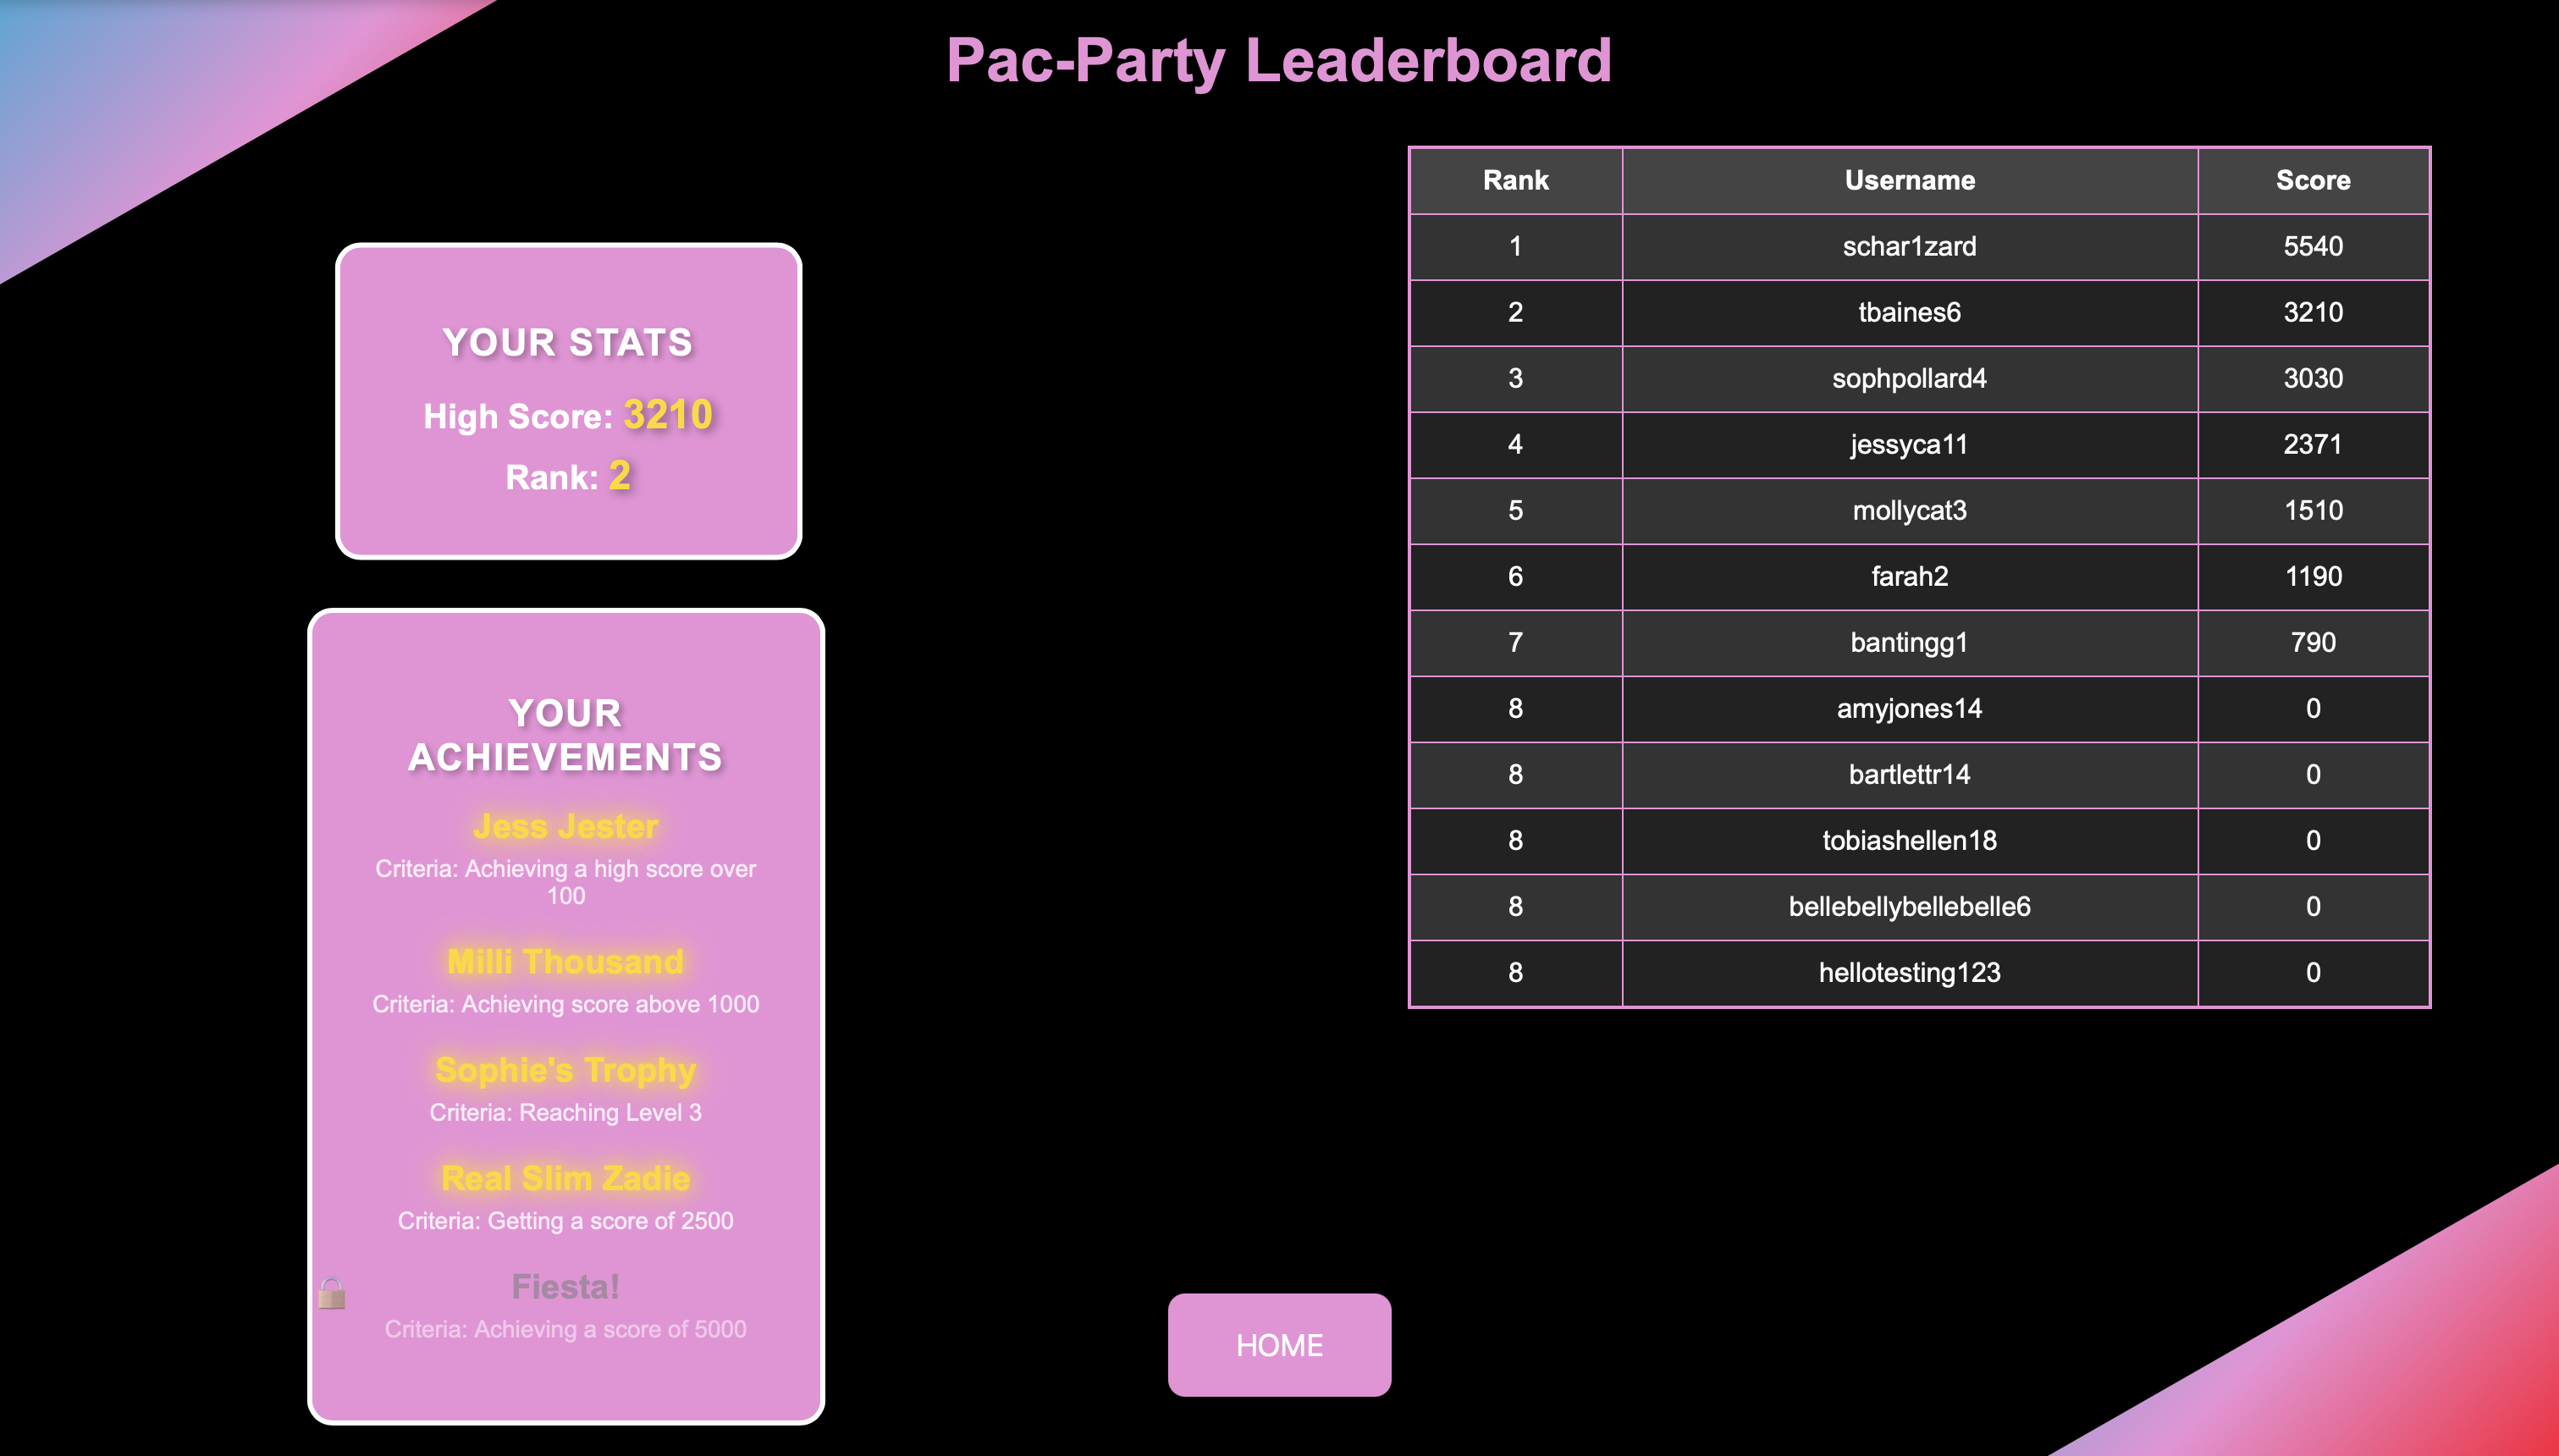 Pac-Party Leaderboard
YOUR STATS
High Score: 3210
Rank: 2
YOUR
ACHIEVEMENTS
Jess Jester
Criteria: Achieving a high score over
100
Milli Thousand
Criteria: Achieving score above 1000
Sophie's Trophy
Criteria: Reaching Level 3
Real Slim Zadie
Criteria: Getting a score of 2500
Fiesta!
Criteria: Achieving a score of 5000
Rank Username Score
1 schar1zard 5540
2 tbaines6 3210
3 sophpollard4 3030
4 jessyca11 2371
5 mollycat3 1510
6 farah2 1190
7 bantingg1 790
8 amyjones14 0
8 bartlettr14 0
8 tobiashellen18 0
8 bellebellybellebelle6 0
8 hellotesting123 0
HOME